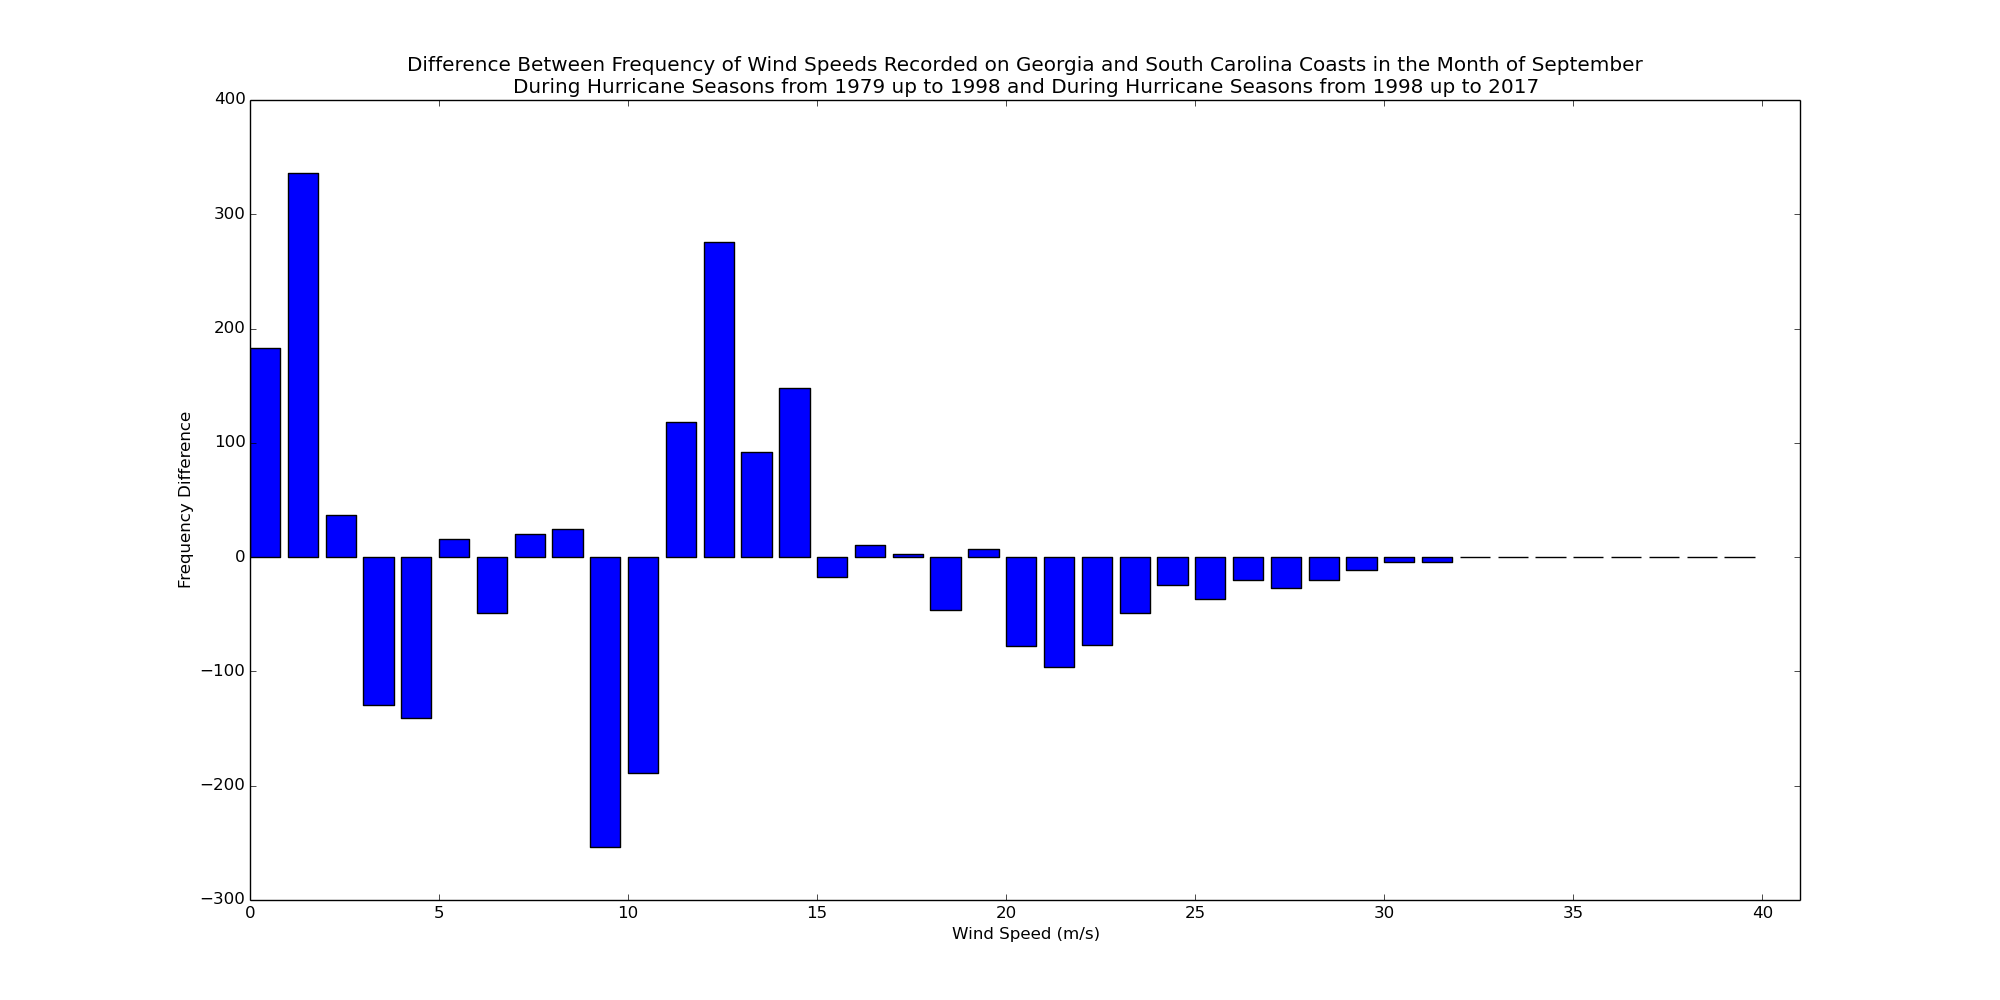 Difference Between Frequency of Wind Speeds Recorded on Georgia and South Carolina Coasts in the Month of September
During Hurricane Seasons from 1979 up to 1998 and During Hurricane Seasons from 1998 up to 2017
400
300
200
100
0
−100
−200
−300
Frequency Difference
0 5 10 15 20 25 30 35 40
Wind Speed (m/s)